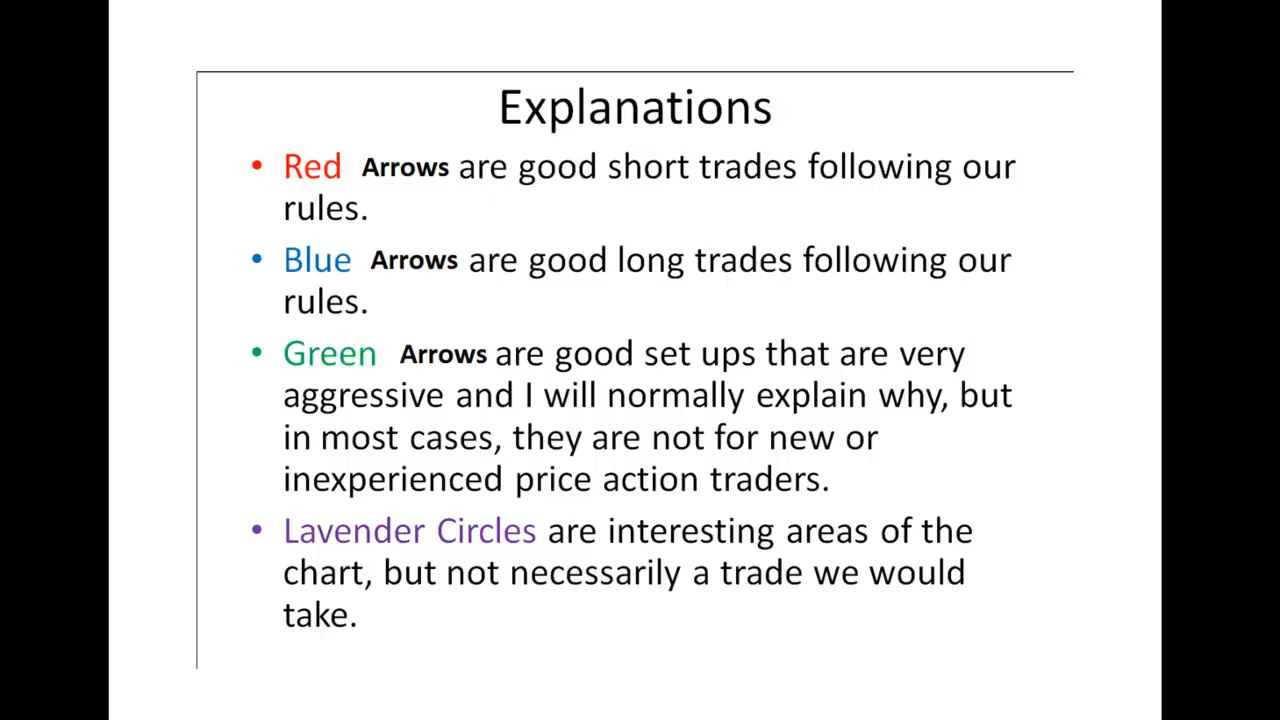 Explanations
• Red Arrows are good short trades following our
rules.
• Blue Arrows are good long trades following our
rules.
• Green Arrows are good set ups that are very
aggressive and I will normally explain why, but
in most cases, they are not for new or
inexperienced price action traders.
• Lavender Circles are interesting areas of the
chart, but not necessarily a trade we would
take.